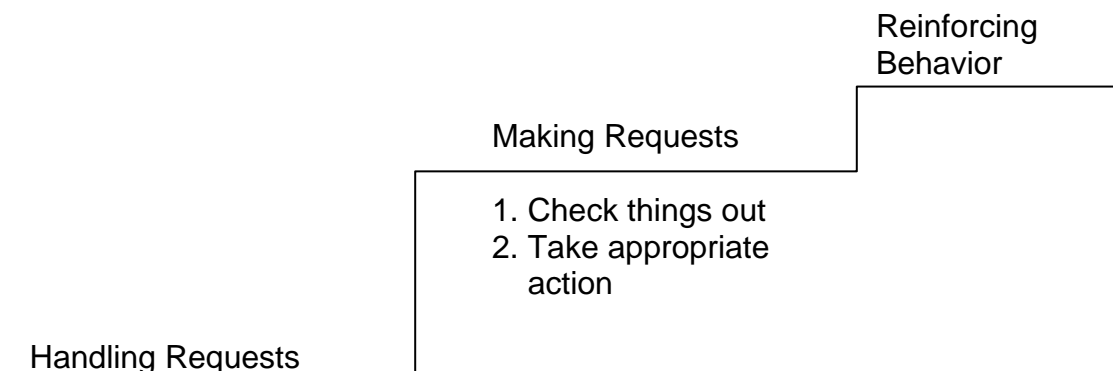 Reinforcing
Behavior
Making Requests
1. Check things out
2. Take appropriate
action
Handling Requests